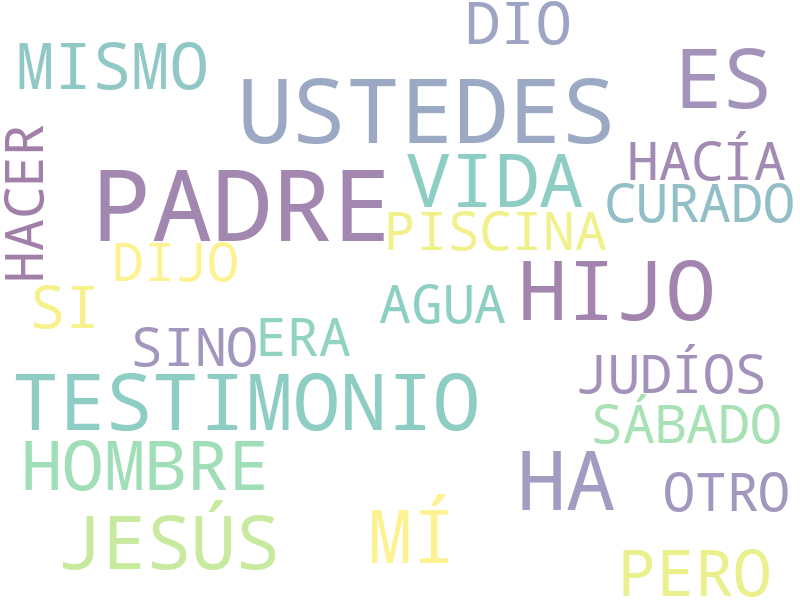 DIO
MISMO
ES
USTEDES
HACER
HACÍA
VIDA
PADRE
CURADO
PISCINA
DIJO
HIJO
SI
AGUA
SINO
ERA
JUDÍOS
TESTIMONIO
SÁBADO
HOMBRE
HA
OTRO
MÍ
JESÚS
PERO